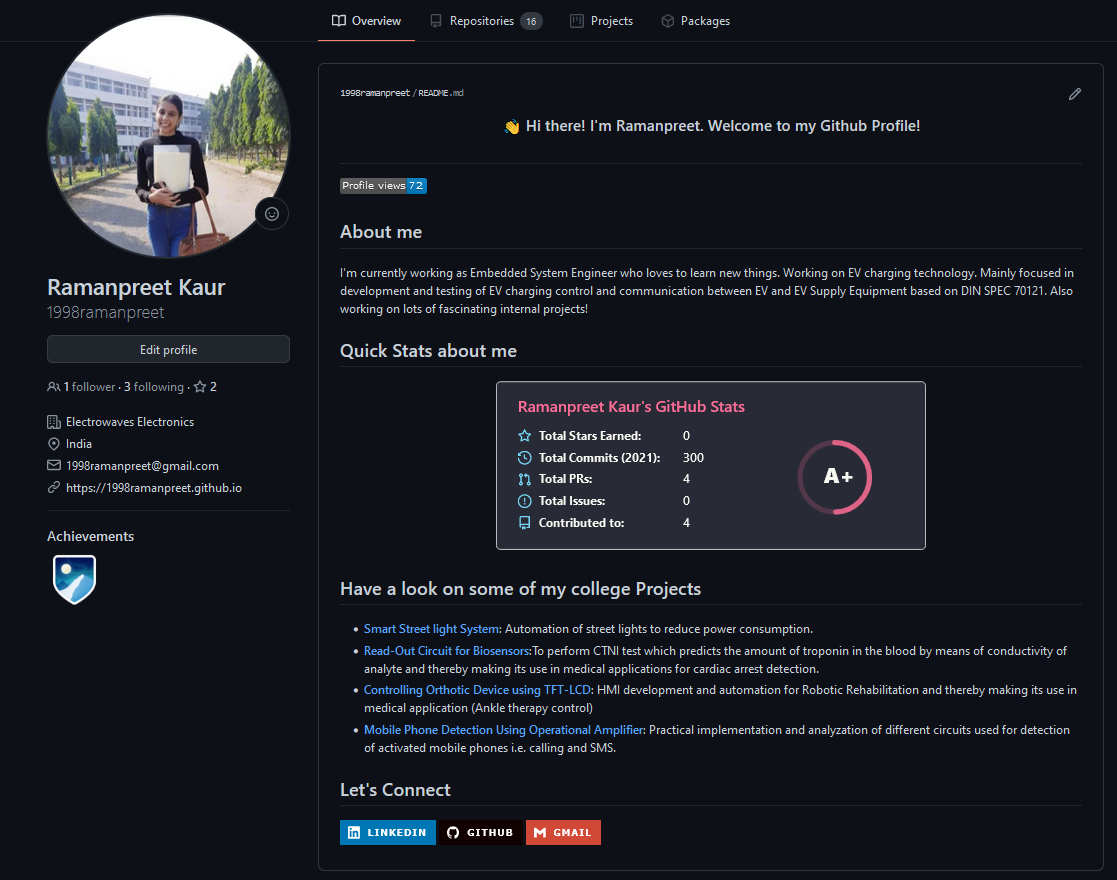 Overview Repositories 16 Projects Packages
1998ramanpreet / README.md
👋 Hi there! I'm Ramanpreet. Welcome to my Github Profile!
Profile views 72
About me
I'm currently working as Embedded System Engineer who loves to learn new things. Working on EV charging technology. Mainly focused in
development and testing of EV charging control and communication between EV and EV Supply Equipment based on DIN SPEC 70121. Also
working on lots of fascinating internal projects!
Ramanpreet Kaur
1998ramanpreet
Edit profile
1 follower · 3 following · 2
Electrowaves Electronics
India
1998ramanpreet@gmail.com
https://1998ramanpreet.github.io
Achievements
Quick Stats about me
Ramanpreet Kaur's GitHub Stats
Total Stars Earned: 0
Total Commits (2021): 300
Total PRs: 4
Total Issues: 0
Contributed to: 4
A+
Have a look on some of my college Projects
• Smart Street light System: Automation of street lights to reduce power consumption.
• Read-Out Circuit for Biosensors:To perform CTNI test which predicts the amount of troponin in the blood by means of conductivity of
analyte and thereby making its use in medical applications for cardiac arrest detection.
• Controlling Orthotic Device using TFT-LCD: HMI development and automation for Robotic Rehabilitation and thereby making its use in
medical application (Ankle therapy control)
• Mobile Phone Detection Using Operational Amplifier: Practical implementation and analyzation of different circuits used for detection
of activated mobile phones i.e. calling and SMS.
Let's Connect
LINKEDIN GITHUB GMAIL